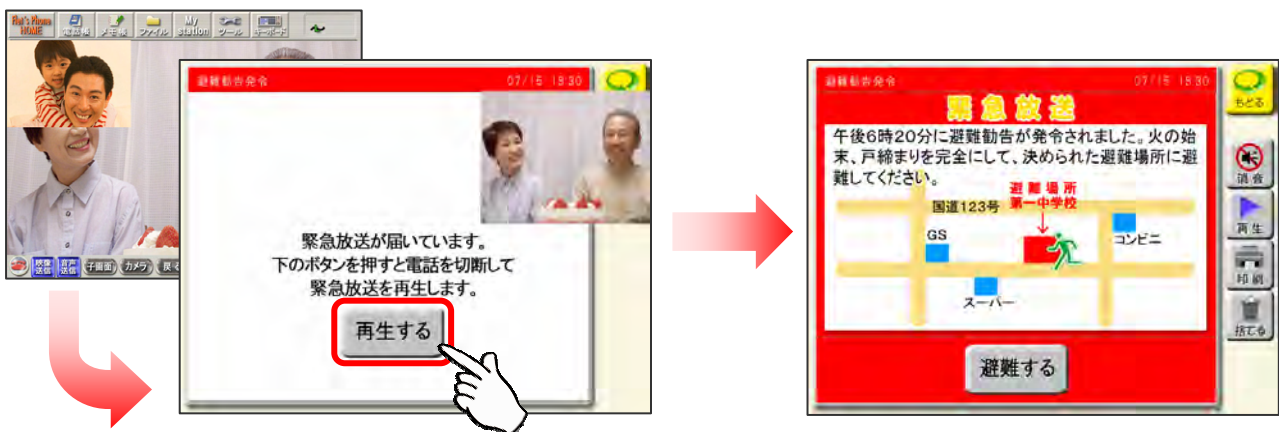 Flet's Phone
HOME
電話帳
メモ帳
ファイル
My
station
ツール
キーボード
映像
送信
音声
送信
子画面
カメラ
戻る
避難勧告発令
07/15 18:30
緊急放送が届いています。
下のボタンを押すと電話を切断して
緊急放送を再生します。
再生する
避難勧告発令
07/15 18:30
緊急放送
午後6時20分に避難勧告が発令されました。火の始
末、戸締まりを完全にして、決められた避難場所に避
難してください。
避難場所
第一中学校
国道123号
GS
コンビニ
スーパー
避難する
もどる
消音
再生
印刷
捨てる